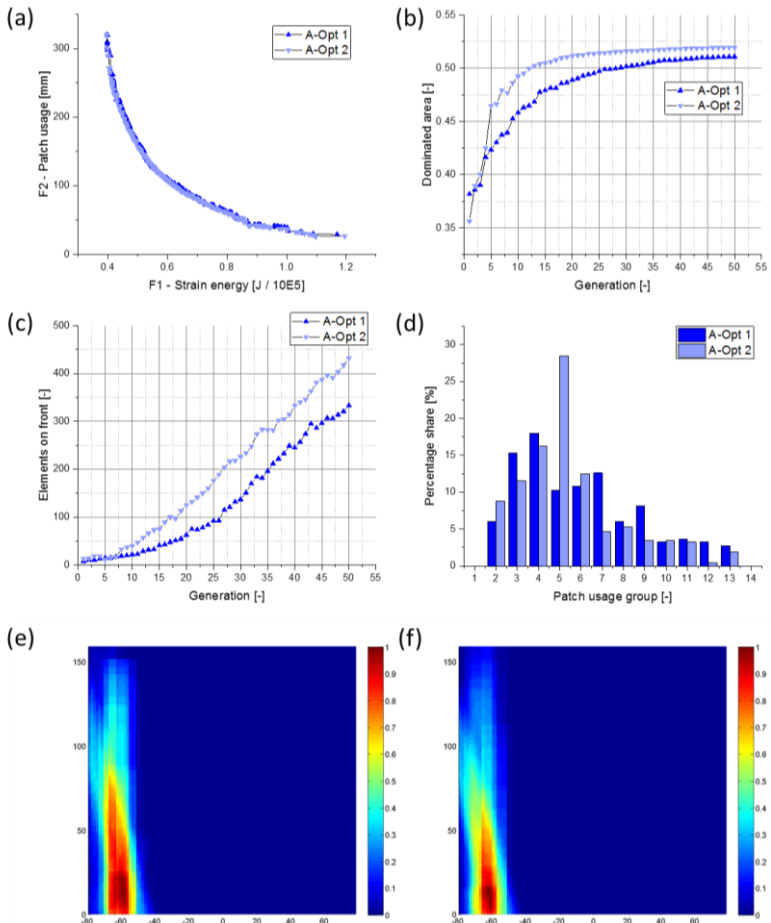 (a)
A-Opt 1
A-Opt 2
300
200
100
0
F2 - Patch usage [mm]
0.4 0.6 0.8 1.0 1.2
F1 - Strain energy [J / 10E5]
(b)
0.55
0.50
0.45
0.40
0.35
Dominated area [-]
A-Opt 1
A-Opt 2
0 5 10 15 20 25 30 35 40 45 50 55
Generation [-]
(c)
A-Opt 1
A-Opt 2
500
400
300
200
100
0
Elements on front [-]
0 5 10 15 20 25 30 35 40 45 50 55
Generation [-]
(d)
A-Opt 1
A-Opt 2
30
25
20
15
10
5
0
Percentage share [%]
1 2 3 4 5 6 7 8 9 10 11 12 13 14
Patch usage group [-]
(e)
150
100
50
0
-80 -60 -40 -20 0 20 40 60
1
0.9
0.8
0.7
0.6
0.5
0.4
0.3
0.2
0.1
0
(f)
150
100
50
0
-80 -60 -40 -20 0 20 40 60
1
0.9
0.8
0.7
0.6
0.5
0.4
0.3
0.2
0.1
0